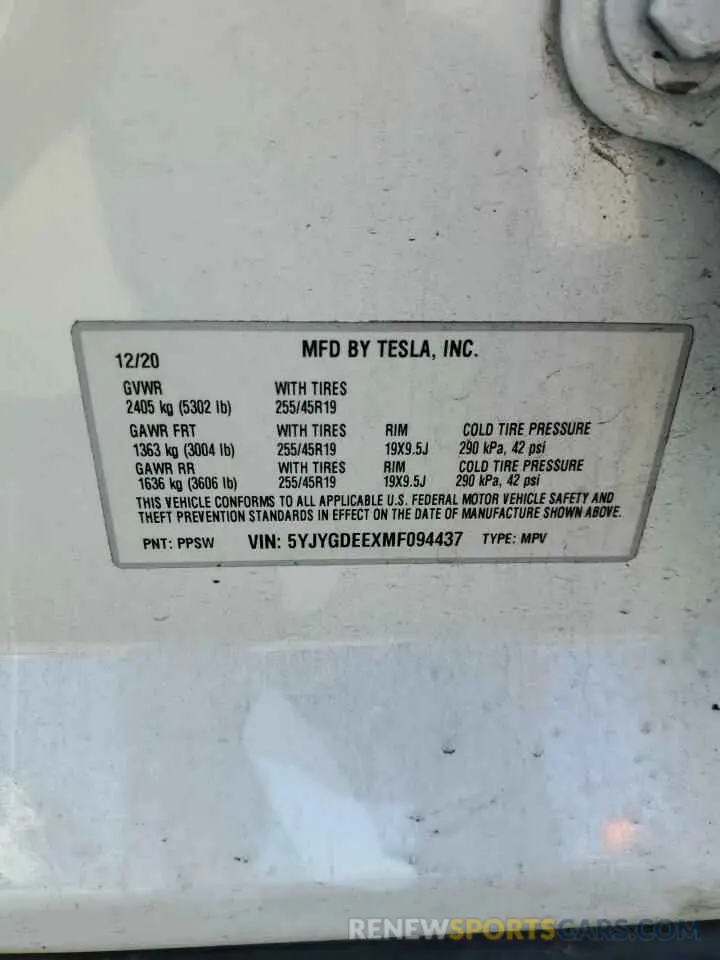 12/20 MFD BY TESLA, INC.
GVWR WITH TIRES
2405 kg (5302 lb) 255/45R19
GAWR FRT WITH TIRES RIM COLD TIRE PRESSURE
1363 kg (3004 lb) 255/45R19 19X9.5J 290 kPa, 42 psi
GAWR RR WITH TIRES RIM COLD TIRE PRESSURE
1636 kg (3606 lb) 255/45R19 19X9.5J 290 kPa, 42 psi
THIS VEHICLE CONFORMS TO ALL APPLICABLE U.S. FEDERAL MOTOR VEHICLE SAFETY AND
THEFT PREVENTION STANDARDS IN EFFECT ON THE DATE OF MANUFACTURE SHOWN ABOVE.
PNT: PPSW VIN: 5YJYGDEEXMF094437 TYPE: MPV
RENEWSPORTSCARS.COM